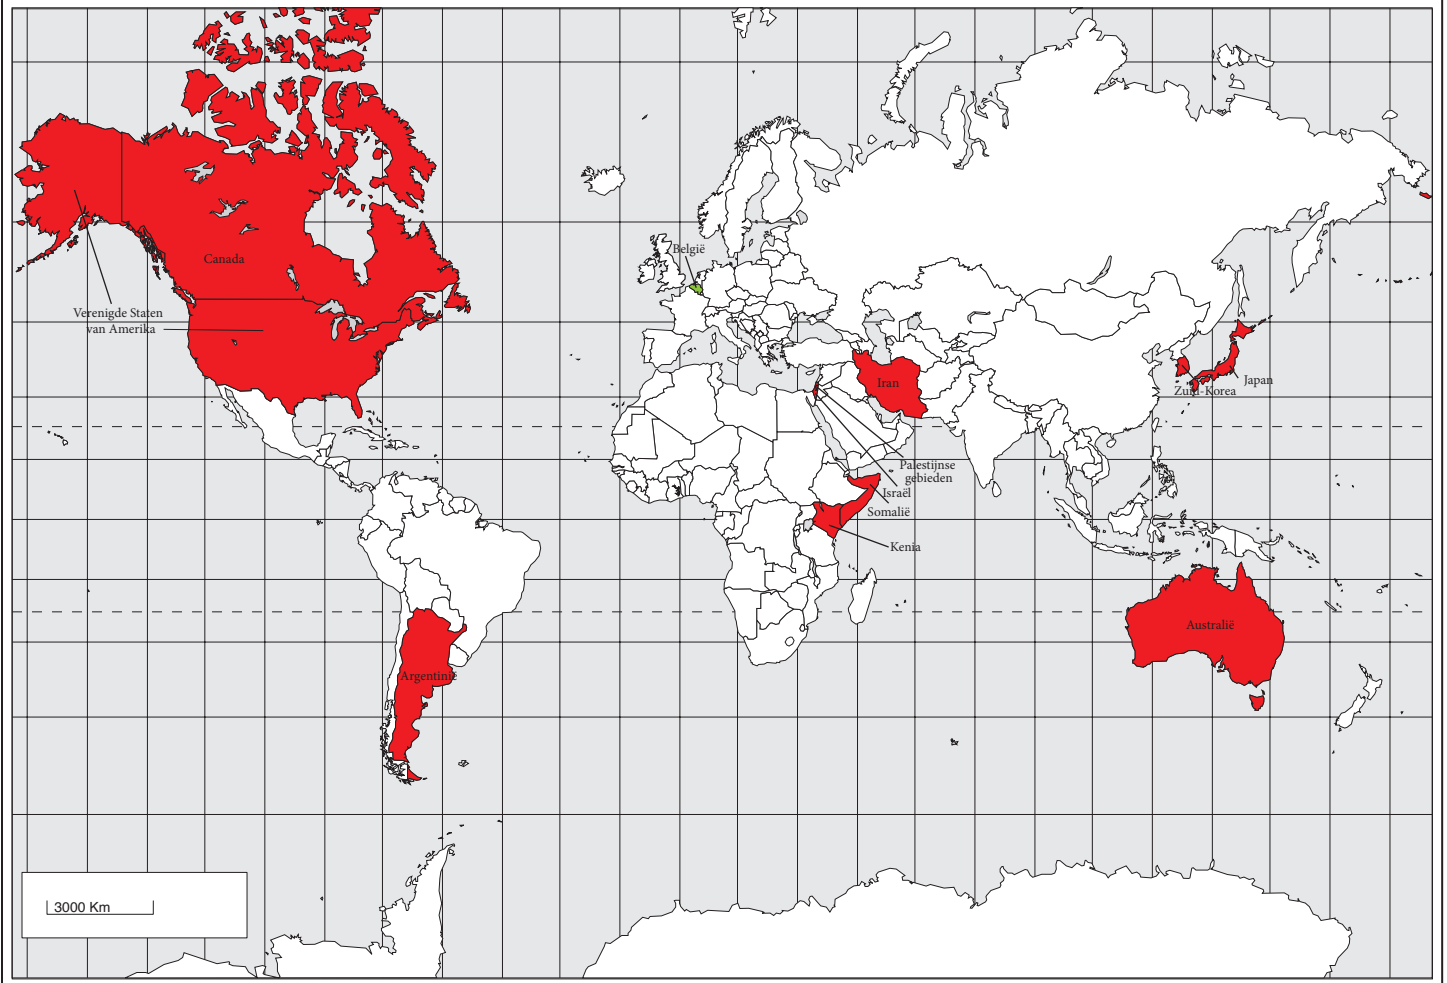 België
Canada
Verenigde Staten
van Amerika
Iran
Japan
Zuid-Korea
Palestijnse
gebieden
Israël
Somalië
Kenia
Australië
Argentinië
3000 Km